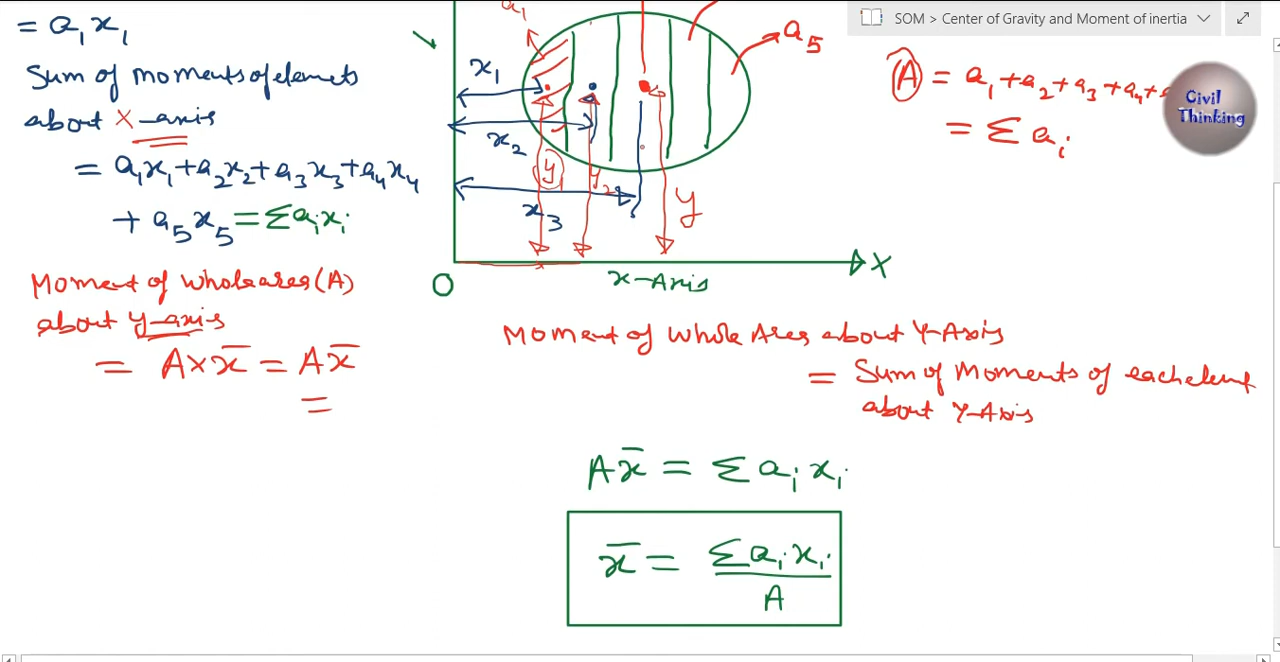 = a₁x₁
Sum of moments of elements
about X-axis
= a₁x₁+a₂x₂+a₃x₃+a₄x₄
+ a₅x₅ = Σaᵢxᵢ
Moment of whole area (A)
about y-axis
= A×x̄ = Ax̄
=
a₁
a₅
x₁
x₂
x₃
y₁
y₂
y
O
x-Axis
X
SOM > Center of Gravity and Moment of inertia
A = a₁+a₂+a₃+a₄+
= Σaᵢ
Civil
Thinking
Moment of Whole Area about Y-Axis
= Sum of Moments of each element
about Y-Axis
Ax̄ = Σaᵢxᵢ
x̄ = Σaᵢxᵢ
A